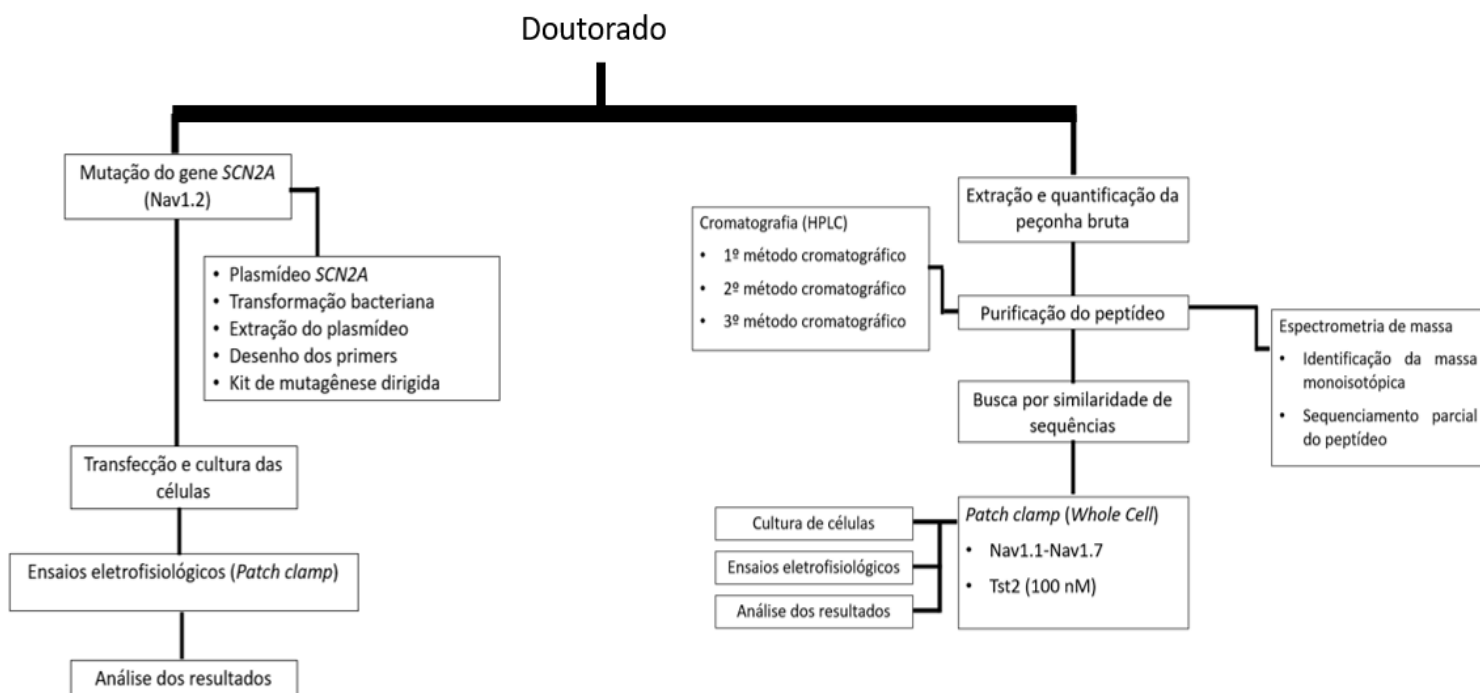 Doutorado
Mutação do gene SCN2A
(Nav1.2)
• Plasmídeo SCN2A
• Transformação bacteriana
• Extração do plasmídeo
• Desenho dos primers
• Kit de mutagênese dirigida
Transfecção e cultura das
células
Ensaios eletrofisiológicos (Patch clamp)
Análise dos resultados
Extração e quantificação da
peçonha bruta
Cromatografia (HPLC)
• 1º método cromatográfico
• 2º método cromatográfico
• 3º método cromatográfico
Purificação do peptídeo
Espectrometria de massa
• Identificação da massa
monoisotópica
• Sequenciamento parcial
do peptídeo
Busca por similaridade de
sequências
Patch clamp (Whole Cell)
• Nav1.1-Nav1.7
• Tst2 (100 nM)
Cultura de células
Ensaios eletrofisiológicos
Análise dos resultados